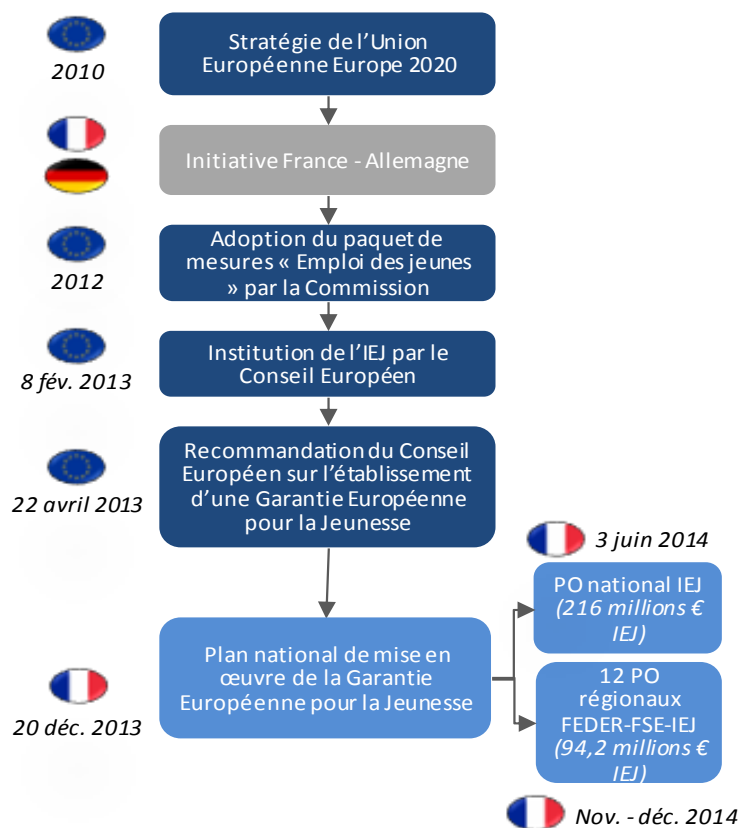 2010
Stratégie de l’Union
Européenne Europe 2020
Initiative France - Allemagne
2012
Adoption du paquet de
mesures « Emploi des jeunes
» par la Commission
8 fév. 2013
Institution de l’IEJ par le
Conseil Européen
22 avril 2013
Recommandation du Conseil
Européen sur l’établissement
d’une Garantie Européenne
pour la Jeunesse
20 déc. 2013
Plan national de mise en
œuvre de la Garantie
Européenne pour la Jeunesse
3 juin 2014
PO national IEJ
(216 millions €
IEJ)
12 PO
régionaux
FEDER-FSE-IEJ
(94,2 millions €
IEJ)
Nov. - déc. 2014